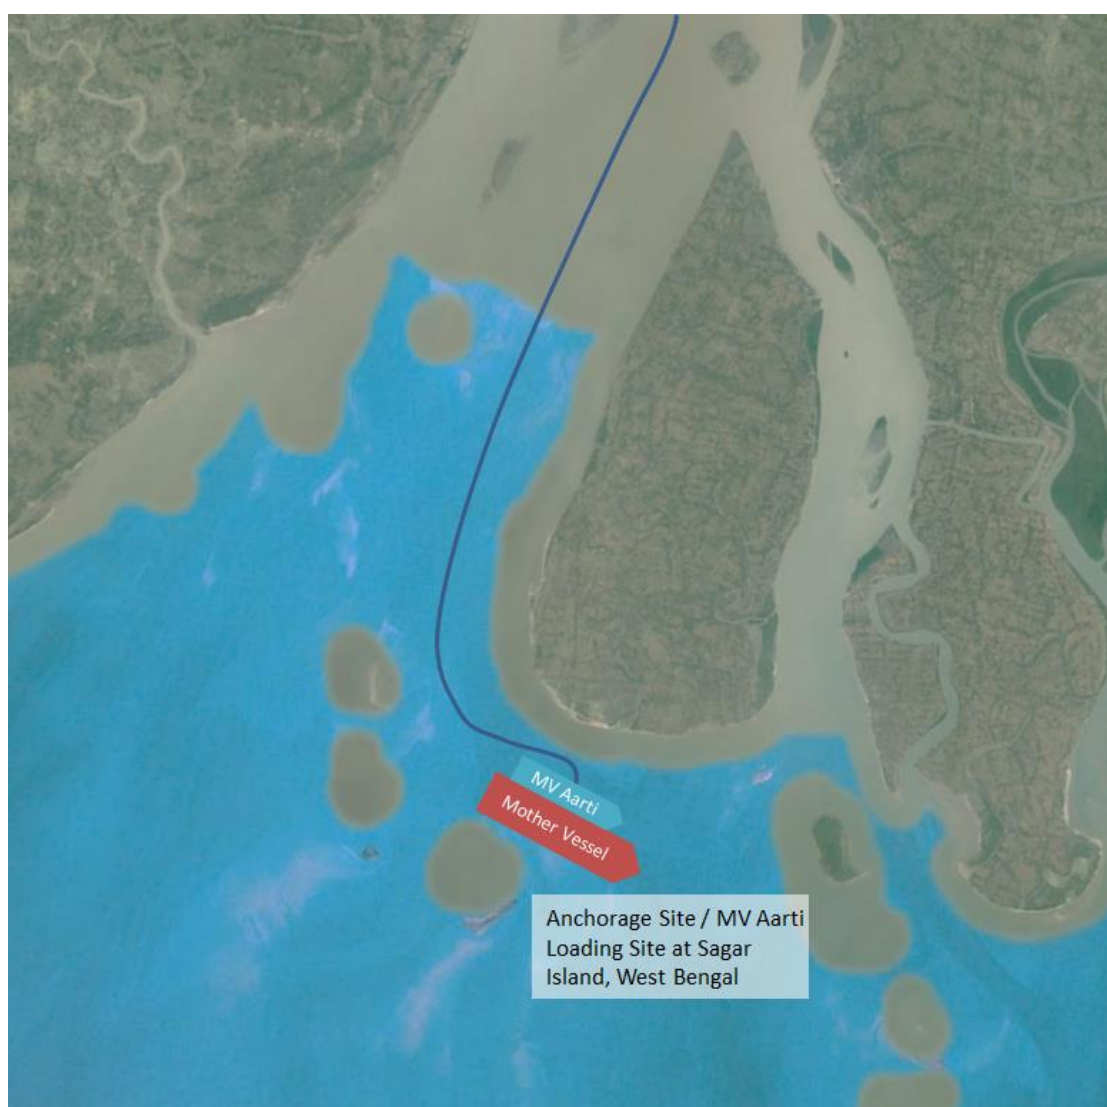 MV Aarti
Mother Vessel
Anchorage Site / MV Aarti
Loading Site at Sagar
Island, West Bengal